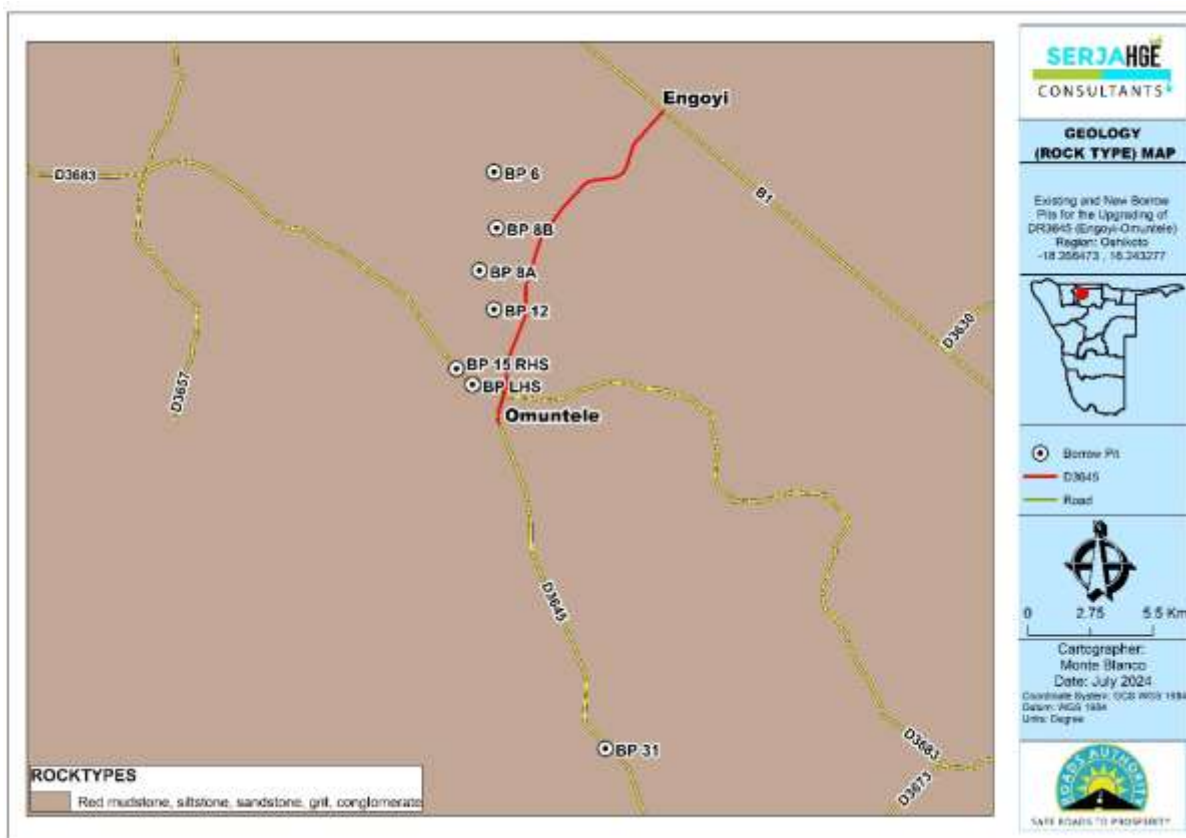 Engoyi
D3683
BP 6
B1
BP 8B
BP 8A
BP 12
D3630
BP 15 RHS
BP LHS
D3657
Omuntele
D3645
D3683
BP 31
D3673
ROCKTYPES
Red mudstone, siltstone, sandstone, grit, conglomerate
SERJAHGE
CONSULTANTS
GEOLOGY
(ROCK TYPE) MAP
Existing and New Borrow
Pits for the Upgrading of
DR3645 (Engoyi-Omuntele)
Region: Oshikoto
-18.356473 , 16.243277
Borrow Pit
D3645
Road
0 2.75 5.5 Km
Cartographer:
Monte Blanco
Date: July 2024
Coordinate System: GCS WGS 1984
Datum: WGS 1984
Units: Degree
ROADS AUTHORITY
SAFE ROADS TO PROSPERITY